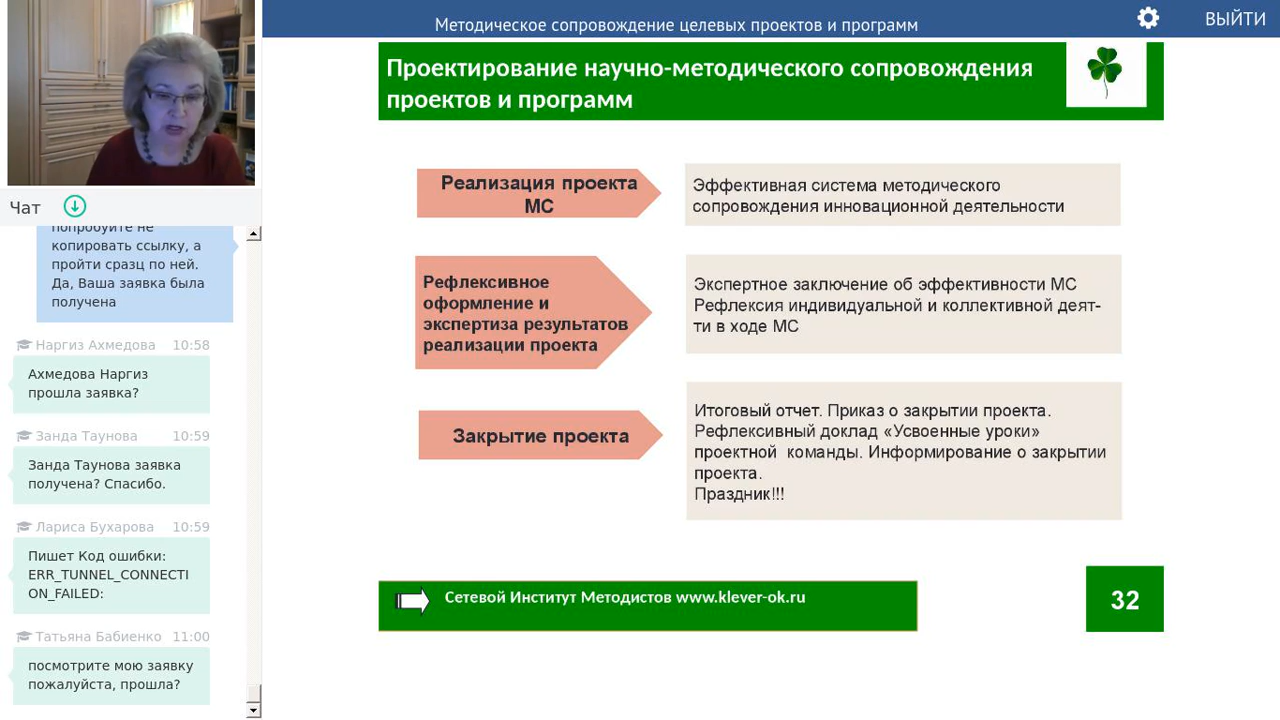 Методическое сопровождение целевых проектов и программ
ВЫЙТИ
Проектирование научно-методического сопровождения
проектов и программ
Реализация проекта
МС
Эффективная система методического
сопровождения инновационной деятельности
Рефлексивное
оформление и
экспертиза результатов
реализации проекта
Экспертное заключение об эффективности МС
Рефлексия индивидуальной и коллективной деят-
ти в ходе МС
Закрытие проекта
Итоговый отчет. Приказ о закрытии проекта.
Рефлексивный доклад «Усвоенные уроки»
проектной команды. Информирование о закрытии
проекта.
Праздник!!!
Сетевой Институт Методистов www.klever-ok.ru
32
Чат
попробуйте не
копировать ссылку, а
пройти сразц по ней.
Да, Ваша заявка была
получена
Наргиз Ахмедова 10:58
Ахмедова Наргиз
прошла заявка?
Занда Таунова 10:59
Занда Таунова заявка
получена? Спасибо.
Лариса Бухарова 10:59
Пишет Код ошибки:
ERR_TUNNEL_CONNECTI
ON_FAILED:
Татьяна Бабиенко 11:00
посмотрите мою заявку
пожалуйста, прошла?